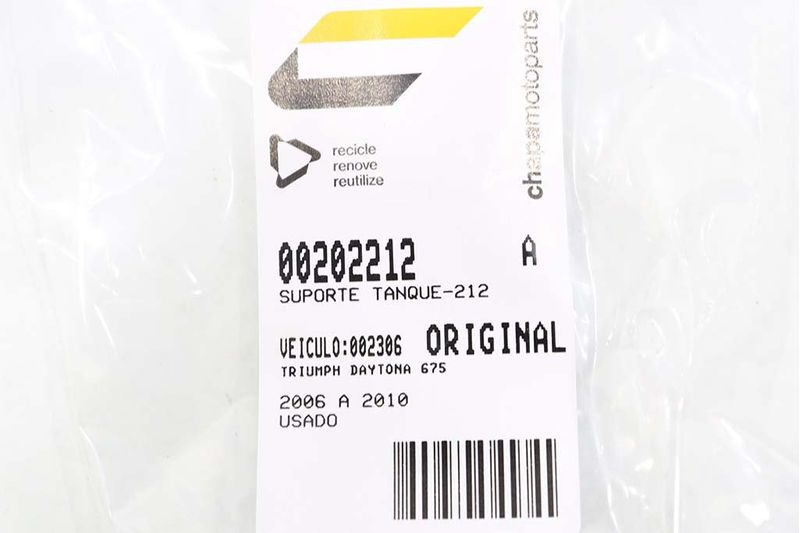 chapamotoparts
recicle
renove
reutilize
00202212 A
SUPORTE TANQUE-212
VEICULO:002306 ORIGINAL
TRIUMPH DAYTONA 675
2006 A 2010
USADO